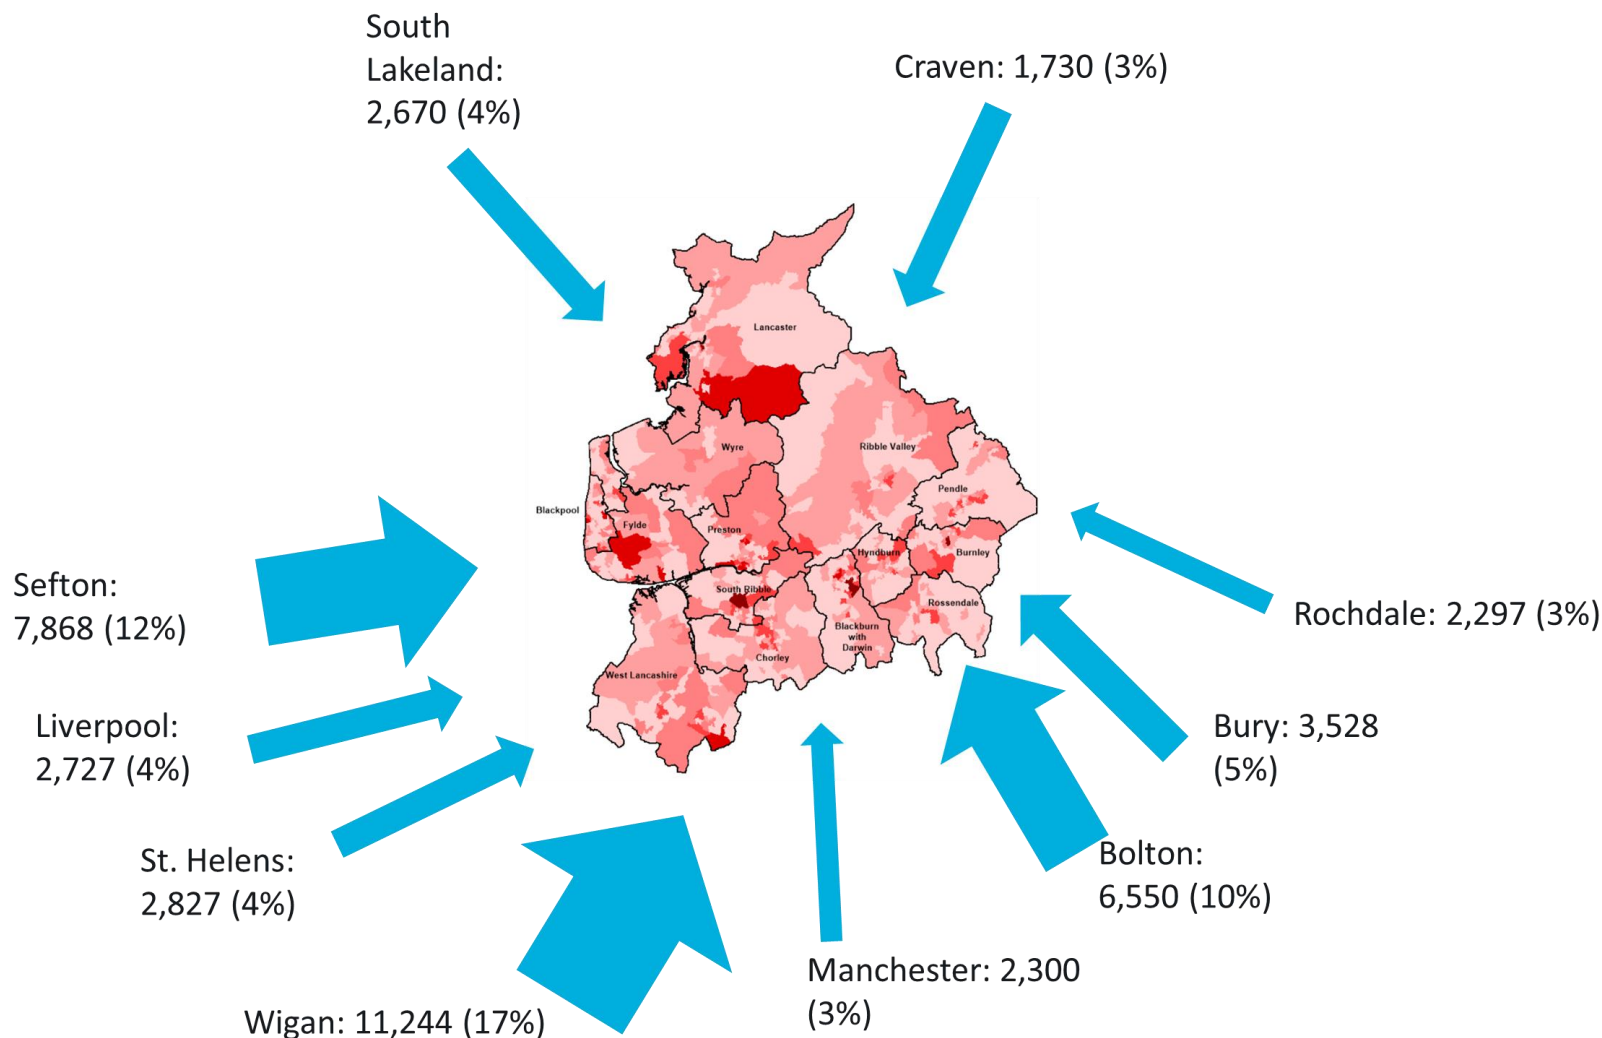 South
Lakeland:
2,670 (4%)
Craven: 1,730 (3%)
Lancaster
Wyre
Ribble Valley
Pendle
Blackpool
Fylde
Preston
Hyndburn
Burnley
South Ribble
Rossendale
Blackburn
with
Darwin
Chorley
West Lancashire
Sefton:
7,868 (12%)
Rochdale: 2,297 (3%)
Liverpool:
2,727 (4%)
Bury: 3,528
(5%)
St. Helens:
2,827 (4%)
Bolton:
6,550 (10%)
Manchester: 2,300
(3%)
Wigan: 11,244 (17%)